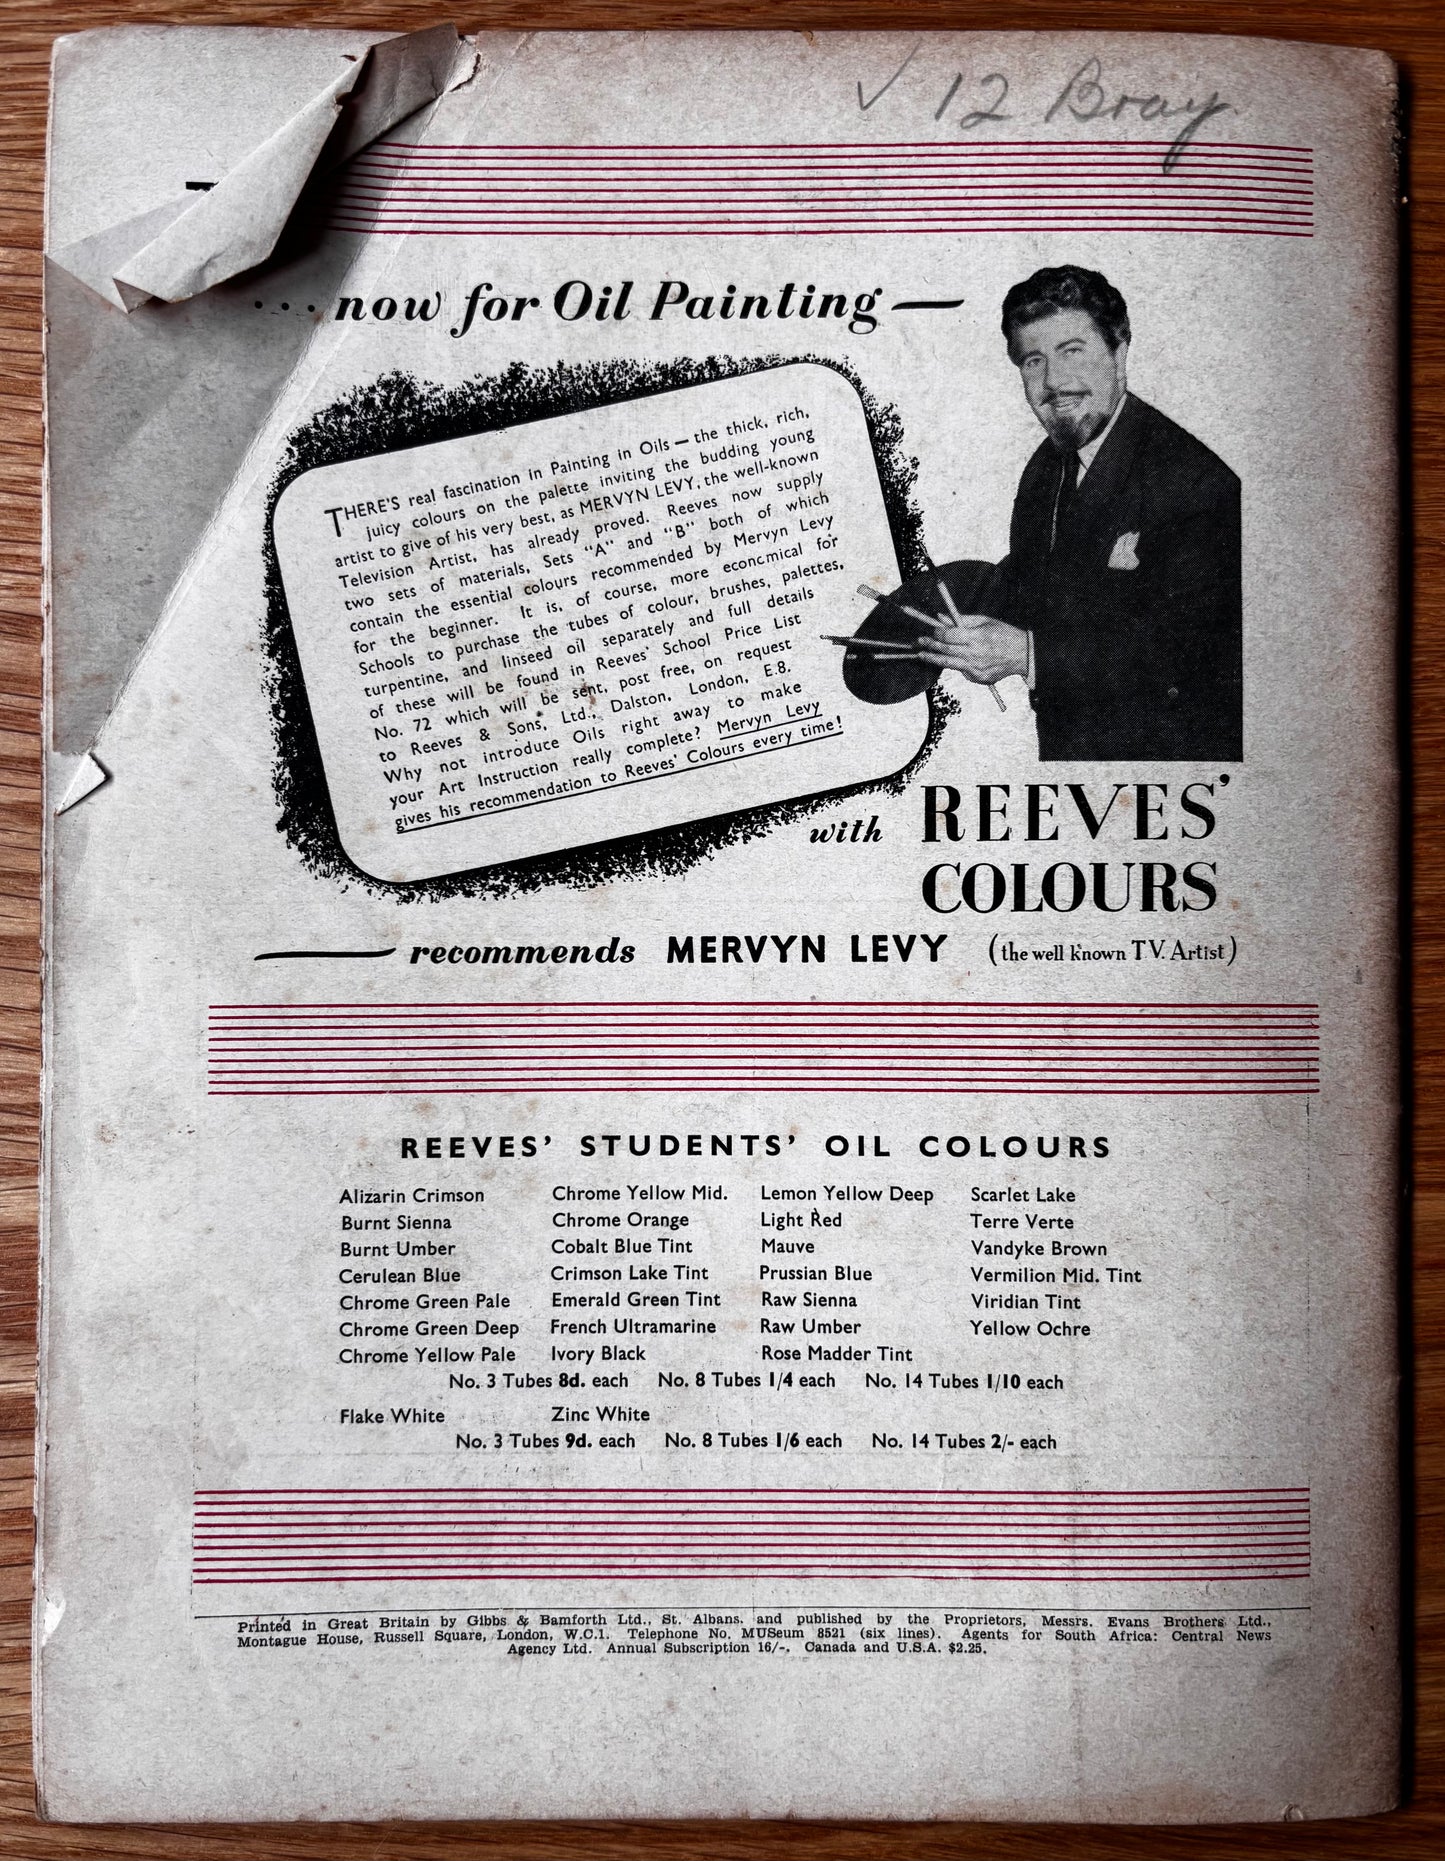 ✓ 12 Bray.
... now for Oil Painting —
THERE'S real fascination in Painting in Oils — the thick, rich,
juicy colours on the palette inviting the budding young
artist to give of his very best, as MERVYN LEVY, the well-known
Television Artist, has already proved. Reeves now supply
two sets of materials, Sets "A" and "B" both of which
contain the essential colours recommended by Mervyn Levy
for the beginner. It is, of course, more economical for
Schools to purchase the tubes of colour, brushes, palettes,
turpentine, and linseed oil separately and full details
of these will be found in Reeves' School Price List
No. 72 which will be sent, post free, on request
to Reeves & Sons, Ltd., Dalston, London, E.8.
Why not introduce Oils right away to make
your Art Instruction really complete? Mervyn Levy
gives his recommendation to Reeves' Colours every time!
with REEVES'
COLOURS
— recommends MERVYN LEVY (the well known T.V. Artist)
REEVES' STUDENTS' OIL COLOURS
Alizarin Crimson Chrome Yellow Mid. Lemon Yellow Deep Scarlet Lake
Burnt Sienna Chrome Orange Light Red Terre Verte
Burnt Umber Cobalt Blue Tint Mauve Vandyke Brown
Cerulean Blue Crimson Lake Tint Prussian Blue Vermilion Mid. Tint
Chrome Green Pale Emerald Green Tint Raw Sienna Viridian Tint
Chrome Green Deep French Ultramarine Raw Umber Yellow Ochre
Chrome Yellow Pale Ivory Black Rose Madder Tint
No. 3 Tubes 8d. each No. 8 Tubes 1/4 each No. 14 Tubes 1/10 each
Flake White Zinc White
No. 3 Tubes 9d. each No. 8 Tubes 1/6 each No. 14 Tubes 2/- each
Printed in Great Britain by Gibbs & Bamforth Ltd., St. Albans, and published by the Proprietors, Messrs. Evans Brothers Ltd.,
Montague House, Russell Square, London, W.C.1. Telephone No. MUSeum 8521 (six lines). Agents for South Africa: Central News
Agency Ltd. Annual Subscription 16/-. Canada and U.S.A. $2.25.